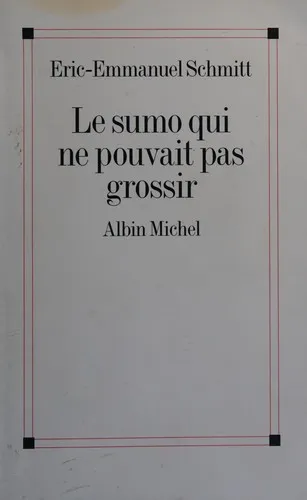 Eric-Emmanuel Schmitt
Le sumo qui
ne pouvait pas
grossir
Albin Michel